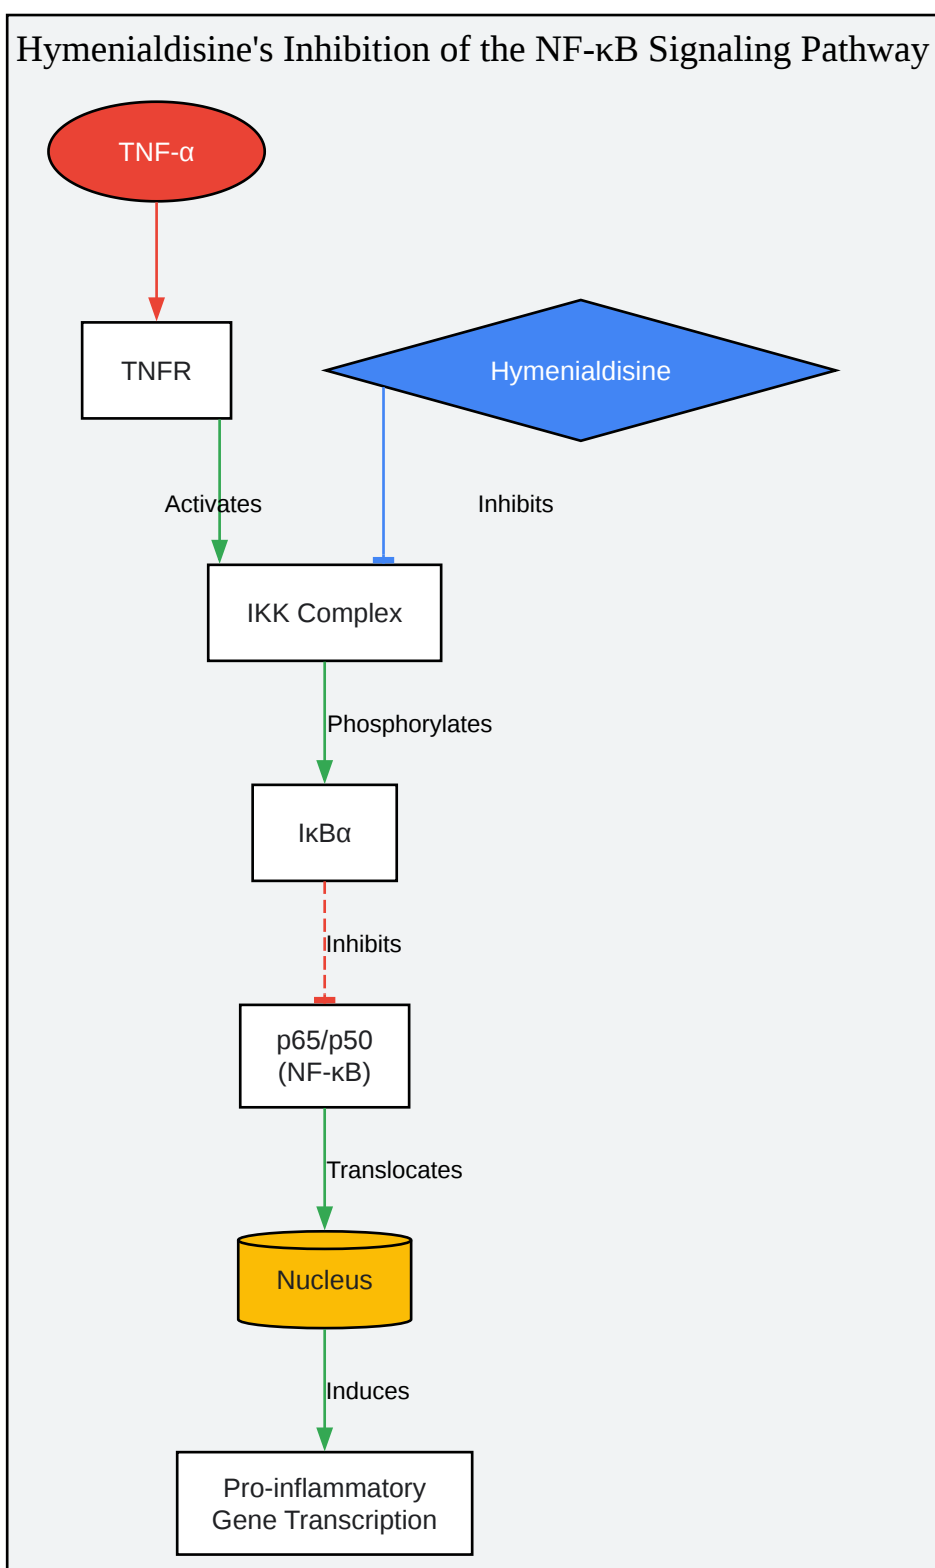 Hymenialdisine's Inhibition of the NF-κB Signaling Pathway
TNF-α
TNFR
Hymenialdisine
Activates
Inhibits
IKK Complex
Phosphorylates
IκBα
Inhibits
p65/p50
(NF-κB)
Translocates
Nucleus
Induces
Pro-inflammatory
Gene Transcription